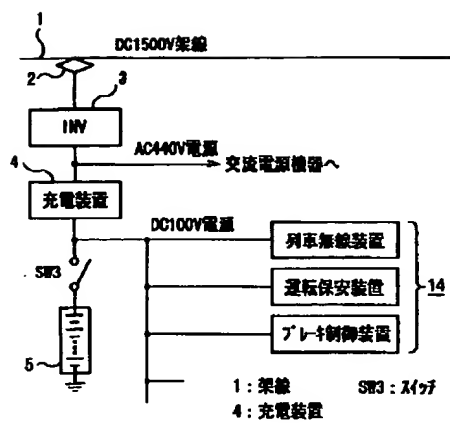 1
DC1500V架線
2
3
INV
AC440V電源
4
交流電源機器へ
充電装置
DC100V電源
列車無線装置
SW3
運転保安装置
14
ブレーキ制御装置
5
1:架線
SW3:スイッチ
4:充電装置